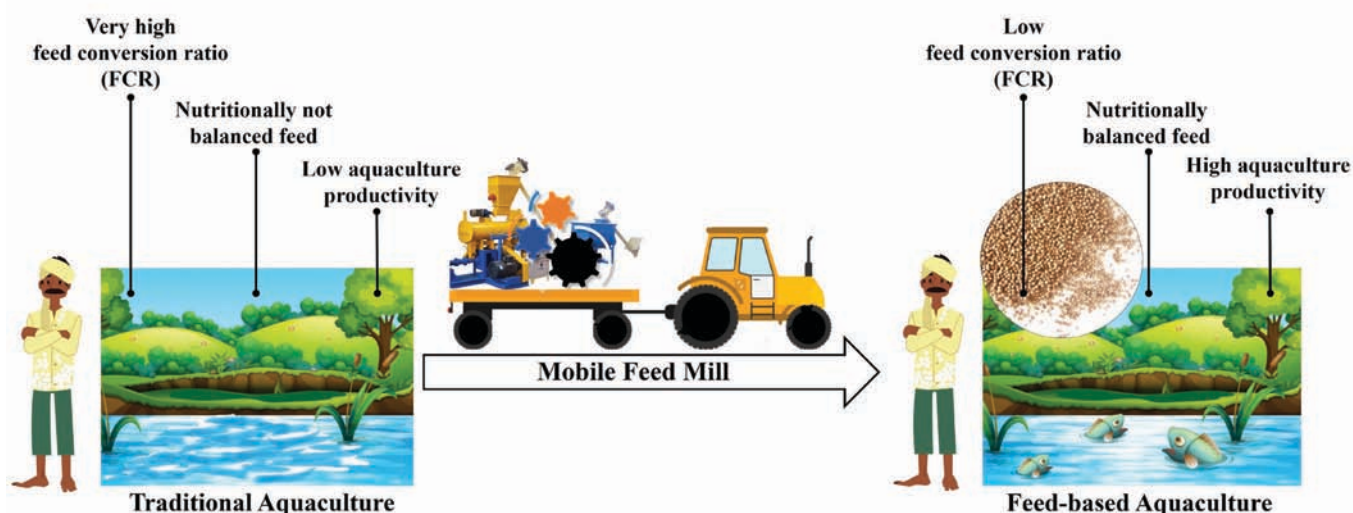 Very high
feed conversion ratio
(FCR)
Nutritionally not
balanced feed
Low aquaculture
productivity
Traditional Aquaculture
Mobile Feed Mill
Low
feed conversion ratio
(FCR)
Nutritionally
balanced feed
High aquaculture
productivity
Feed-based Aquaculture